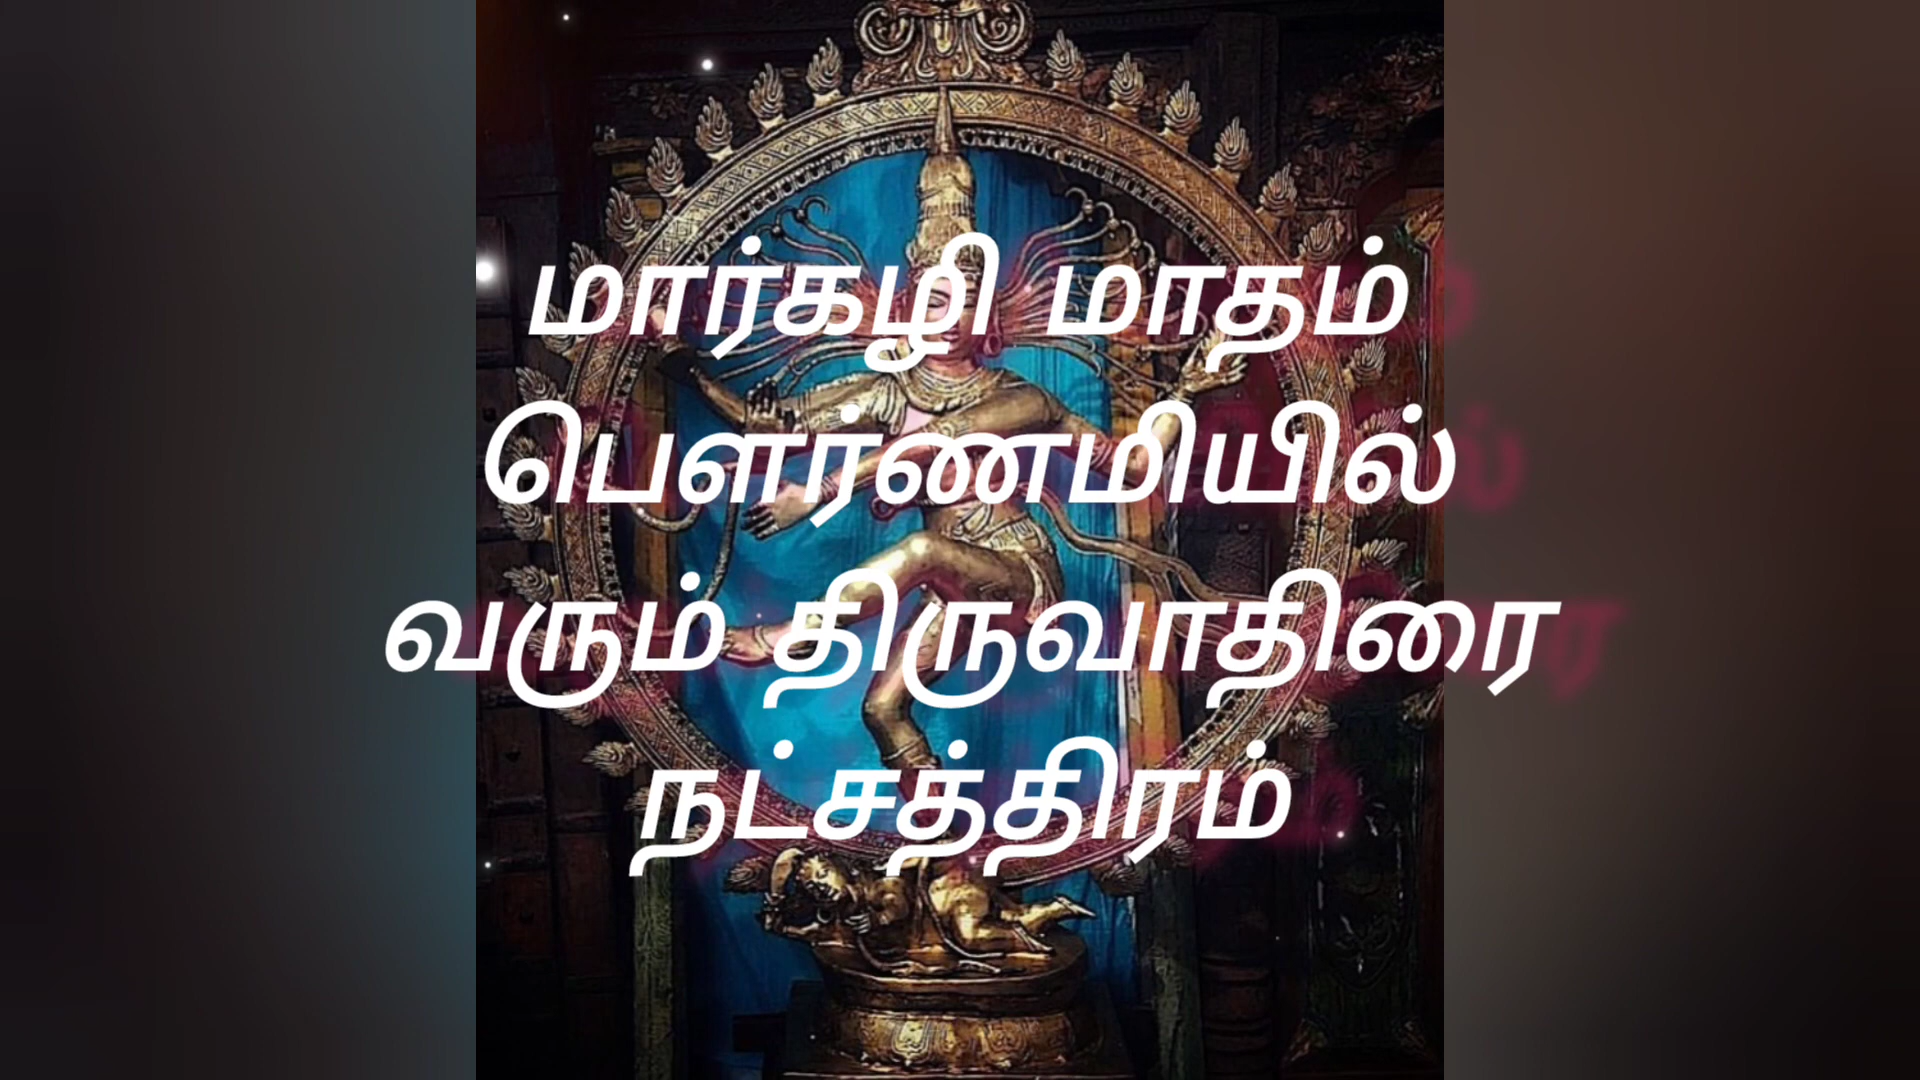 மார்கழி மாதம்
பௌர்ணமியில்
வரும் திருவாதிரை
நட்சத்திரம்